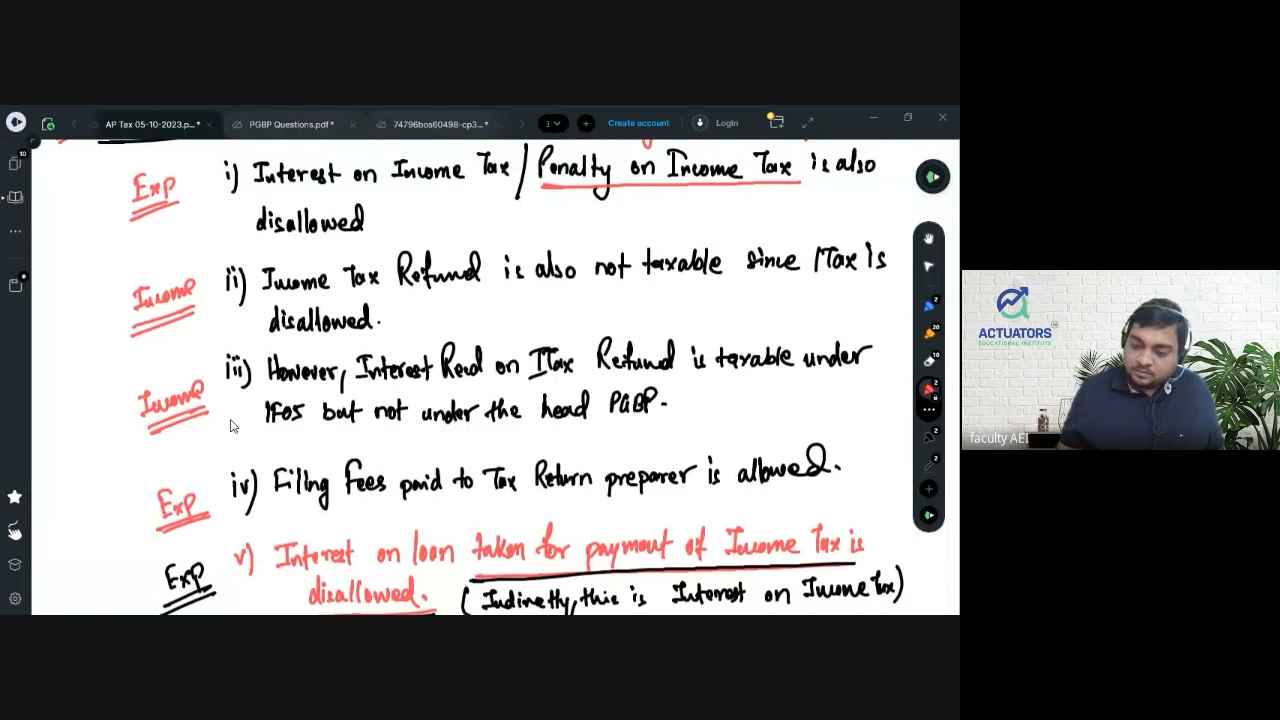 AP Tax 05-10-2023.p...*
PGBP Questions.pdf*
74796bos60498-cp3...*
3
Create account
Login
Exp
i) Interest on Income Tax / Penalty on Income Tax is also
disallowed
Income
ii) Income Tax Refund is also not taxable since ITax is
disallowed.
Income
iii) However, Interest Recd on ITax Refund is taxable under
IFOS but not under the head PGBP.
Exp
iv) Filing Fees paid to Tax Return preparer is allowed.
Exp
v) Interest on loan taken for payment of Income Tax is
disallowed. (Indirectly, this is Interest on Income Tax)
ACTUATORS
EDUCATIONAL INSTITUTE
faculty AEI